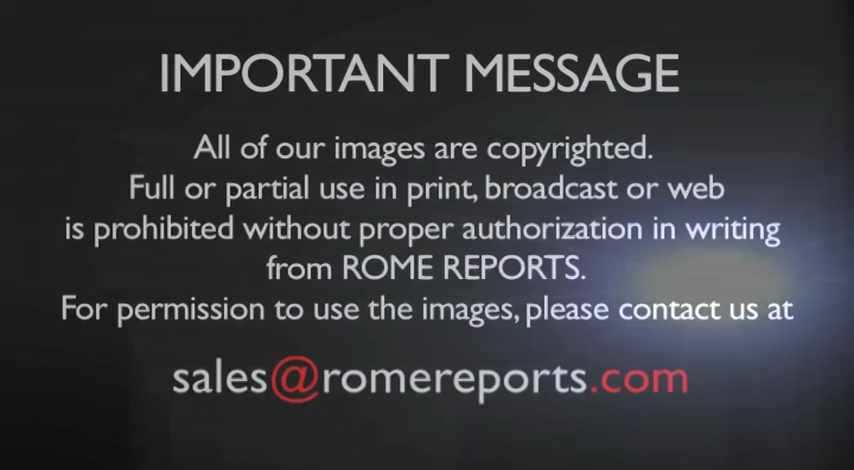 IMPORTANT MESSAGE
All of our images are copyrighted.
Full or partial use in print, broadcast or web
is prohibited without proper authorization in writing
from ROME REPORTS.
For permission to use the images, please contact us at
sales@romereports.com